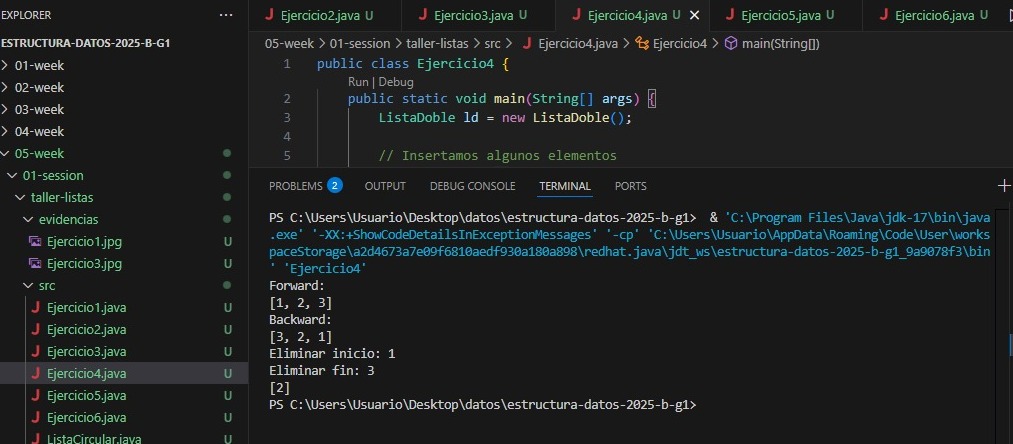 EXPLORER ...
ESTRUCTURA-DATOS-2025-B-G1
01-week
02-week
03-week
04-week
05-week
01-session
taller-listas
evidencias
Ejercicio1.jpg U
Ejercicio3.jpg U
src
Ejercicio1.java U
Ejercicio2.java U
Ejercicio3.java U
Ejercicio4.java U
Ejercicio5.java U
Ejercicio6.java U
ListaCircular.java U
Ejercicio2.java U Ejercicio3.java U Ejercicio4.java U Ejercicio5.java U Ejercicio6.java U
05-week > 01-session > taller-listas > src > Ejercicio4.java > Ejercicio4 > main(String[])
1 public class Ejercicio4 {
Run | Debug
2 public static void main(String[] args) {
3 ListaDoble ld = new ListaDoble();
4
5 // Insertamos algunos elementos
PROBLEMS 2 OUTPUT DEBUG CONSOLE TERMINAL PORTS
PS C:\Users\Usuario\Desktop\datos\estructura-datos-2025-b-g1> & 'C:\Program Files\Java\jdk-17\bin\java
.exe' '-XX:+ShowCodeDetailsInExceptionMessages' '-cp' 'C:\Users\Usuario\AppData\Roaming\Code\User\works
paceStorage\a2d4673a7e09f6810aedf930a180a898\redhat.java\jdt_ws\estructura-datos-2025-b-g1_9a9078f3\bin
' 'Ejercicio4'
Forward:
[1, 2, 3]
Backward:
[3, 2, 1]
Eliminar inicio: 1
Eliminar fin: 3
[2]
PS C:\Users\Usuario\Desktop\datos\estructura-datos-2025-b-g1>